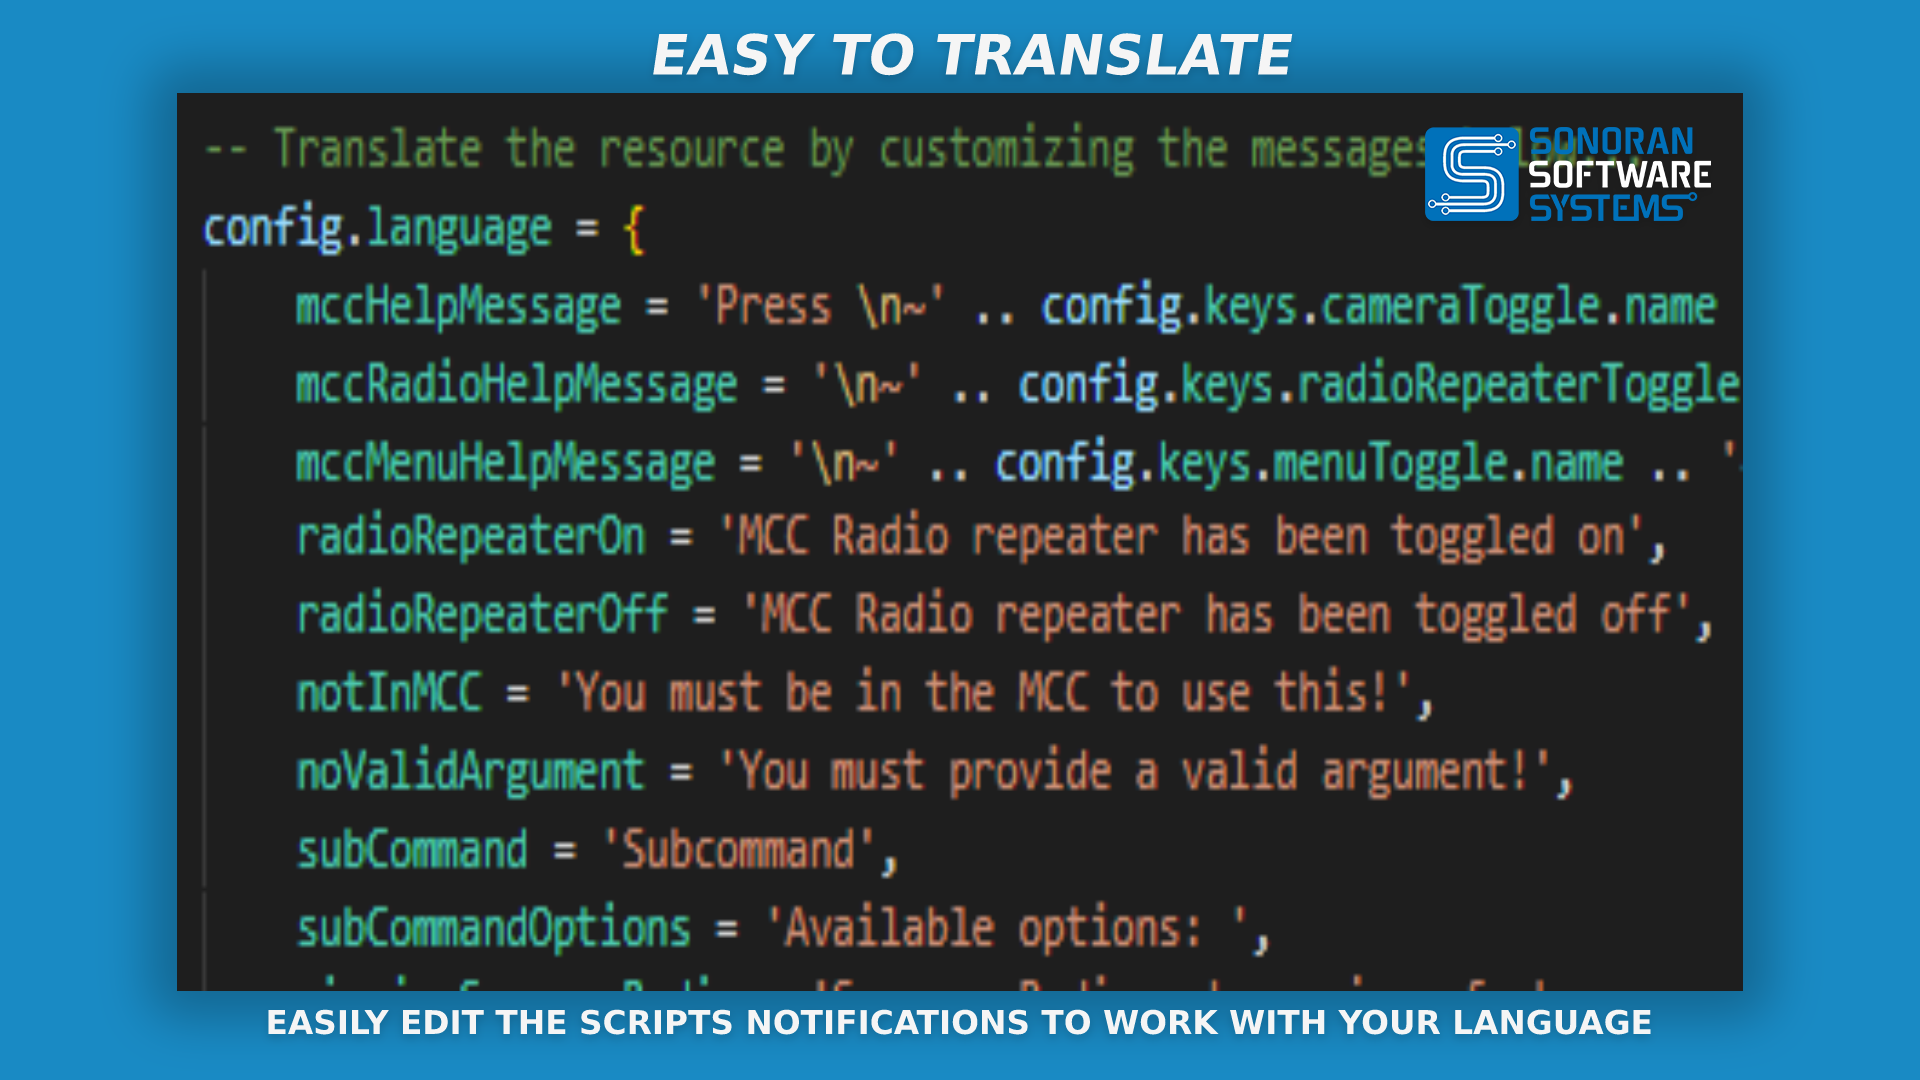 EASY TO TRANSLATE
-- Translate the resource by customizing the messages
SONORAN
SOFTWARE
SYSTEMS
config.language = {
mccHelpMessage = 'Press \n~' .. config.keys.cameraToggle.name
mccRadioHelpMessage = '\n~' .. config.keys.radioRepeaterToggle
mccMenuHelpMessage = '\n~' .. config.keys.menuToggle.name .. '
radioRepeaterOn = 'MCC Radio repeater has been toggled on',
radioRepeaterOff = 'MCC Radio repeater has been toggled off',
notInMCC = 'You must be in the MCC to use this!',
noValidArgument = 'You must provide a valid argument!',
subCommand = 'Subcommand',
subCommandOptions = 'Available options: ',
EASILY EDIT THE SCRIPTS NOTIFICATIONS TO WORK WITH YOUR LANGUAGE